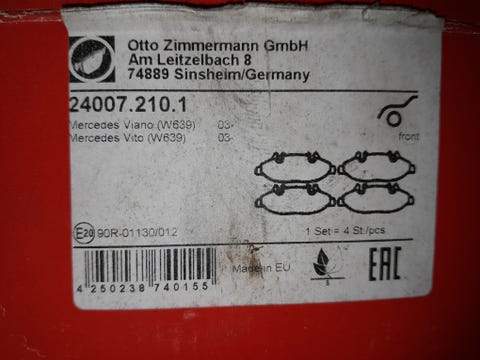 Otto Zimmermann GmbH
Am Leitzelbach 8
74889 Sinsheim/Germany
24007.210.1
Mercedes Viano (W639) 03-
Mercedes Vito (W639) 03-
front
E20 90R-01130/012
1 Set = 4 St./pcs.
Made in EU
EAC
4 250238 740155